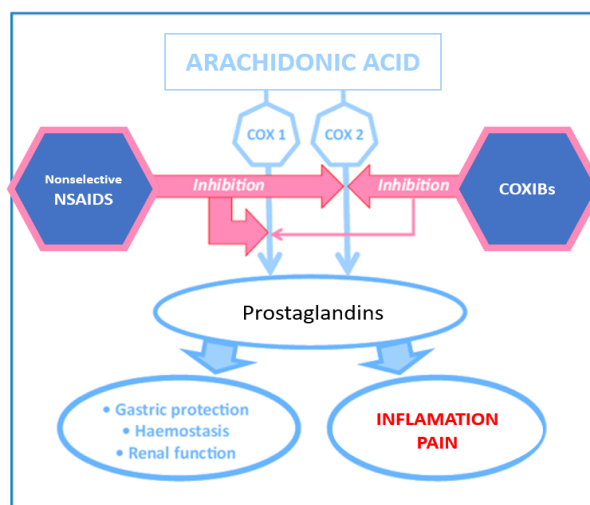 ARACHIDONIC ACID
COX 1
COX 2
Nonselective
NSAIDS
Inhibition
Inhibition
COXIBs
Prostaglandins
• Gastric protection
• Haemostasis
• Renal function
INFLAMATION
PAIN